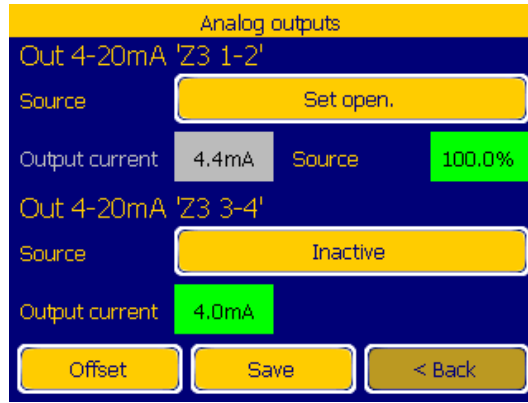 Analog outputs
Out 4-20mA 'Z3 1-2'
Source Set open.
Output current 4.4mA Source 100.0%
Out 4-20mA 'Z3 3-4'
Source Inactive
Output current 4.0mA
Offset Save < Back